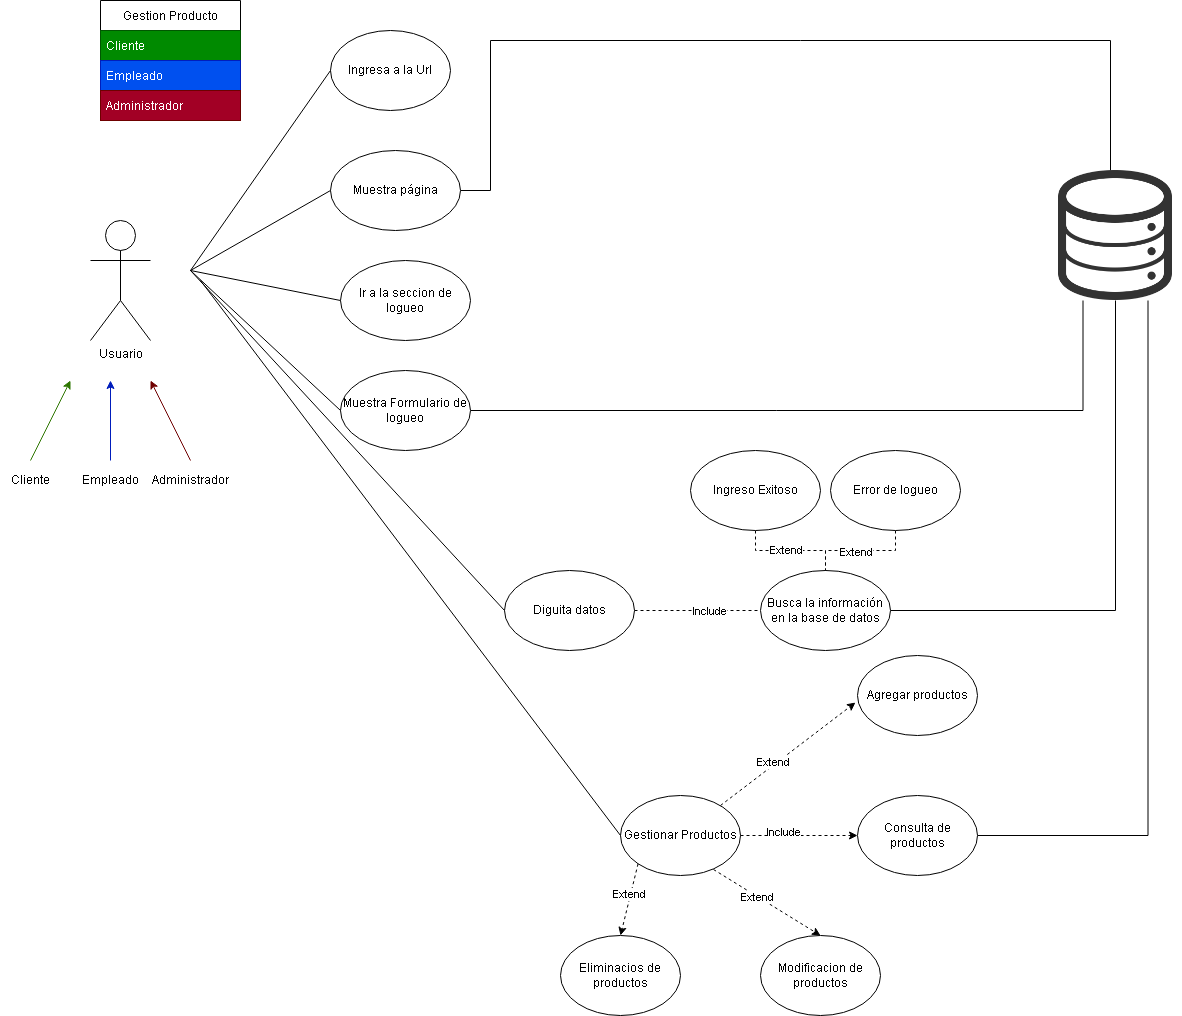 Gestion Producto
Cliente
Empleado
Administrador
Ingresa a la Url
Muestra página
Ir a la seccion de
logueo
Usuario
Muestra Formulario de
logueo
Cliente
Empleado
Administrador
Ingreso Exitoso
Error de logueo
Extend
Extend
Diguita datos
Include
Busca la información
en la base de datos
Agregar productos
Extend
Gestionar Productos
Include
Consulta de
productos
Extend
Extend
Eliminacios de
productos
Modificacion de
productos